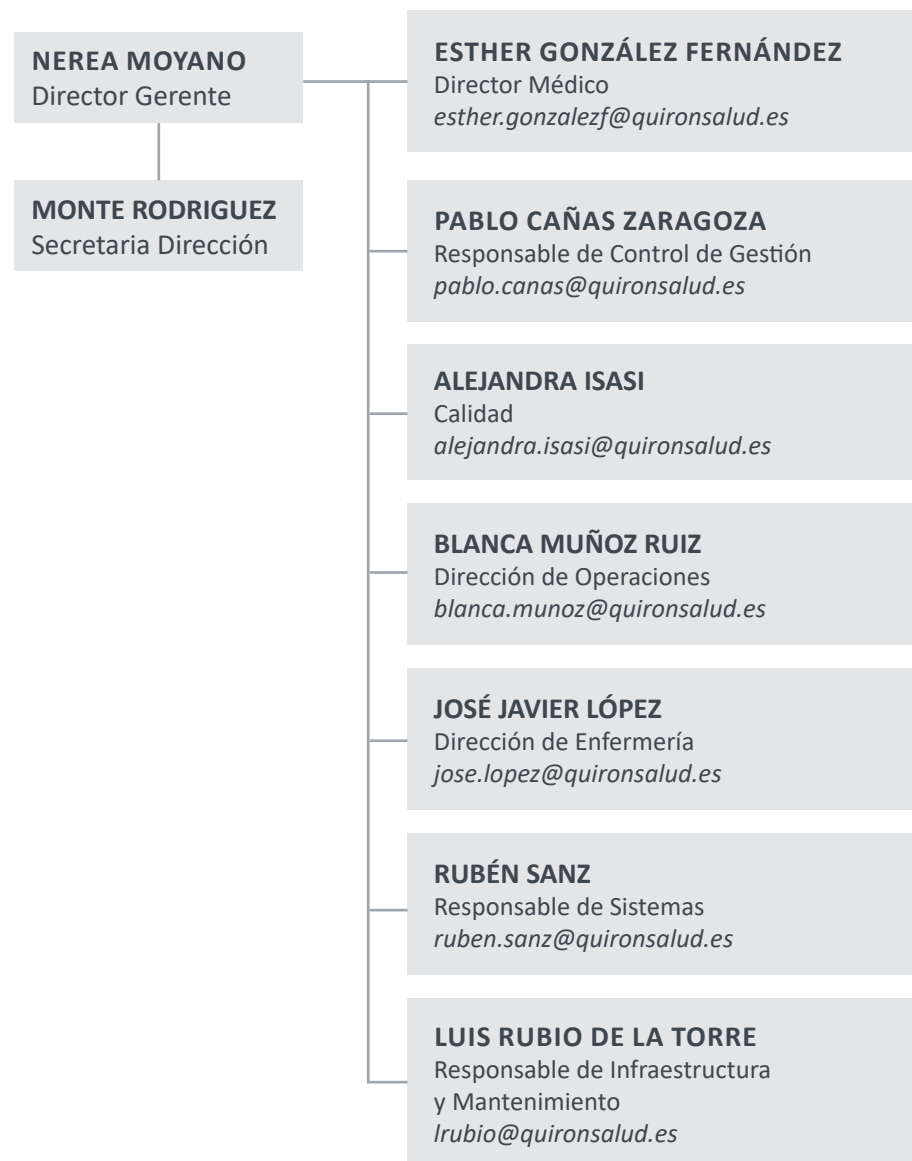 NEREA MOYANO
Director Gerente
MONTE RODRIGUEZ
Secretaria Dirección
ESTHER GONZÁLEZ FERNÁNDEZ
Director Médico
esther.gonzalezf@quironsalud.es
PABLO CAÑAS ZARAGOZA
Responsable de Control de Gestión
pablo.canas@quironsalud.es
ALEJANDRA ISASI
Calidad
alejandra.isasi@quironsalud.es
BLANCA MUÑOZ RUIZ
Dirección de Operaciones
blanca.munoz@quironsalud.es
JOSÉ JAVIER LÓPEZ
Dirección de Enfermería
jose.lopez@quironsalud.es
RUBÉN SANZ
Responsable de Sistemas
ruben.sanz@quironsalud.es
LUIS RUBIO DE LA TORRE
Responsable de Infraestructura
y Mantenimiento
lrubio@quironsalud.es